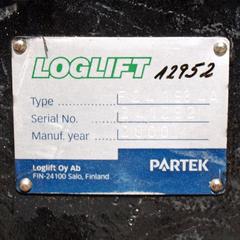 LOGLIFT 12952
Type
Serial No.
Manuf. year
Loglift Oy Ab
FIN-24100 Salo, Finland
PARTEK